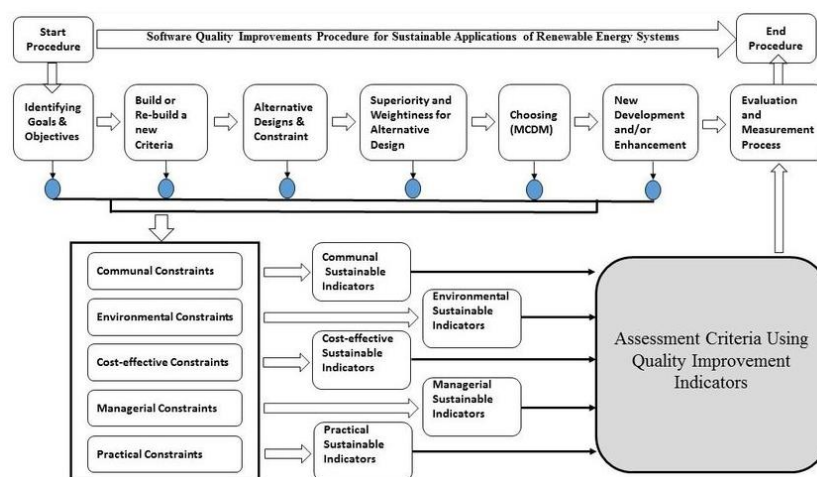 Start
Procedure
Software Quality Improvements Procedure for Sustainable Applications of Renewable Energy Systems
End
Procedure
Identifying
Goals &
Objectives
Build or
Re-build a
new
Criteria
Alternative
Designs &
Constraint
Superiority and
Weightiness for
Alternative
Design
Choosing
(MCDM)
New
Development
and/or
Enhancement
Evaluation
and
Measurement
Process
Communal Constraints
Environmental Constraints
Cost-effective Constraints
Managerial Constraints
Practical Constraints
Communal
Sustainable
Indicators
Environmental
Sustainable
Indicators
Cost-effective
Sustainable
Indicators
Managerial
Sustainable
Indicators
Practical
Sustainable
Indicators
Assessment Criteria Using
Quality Improvement
Indicators